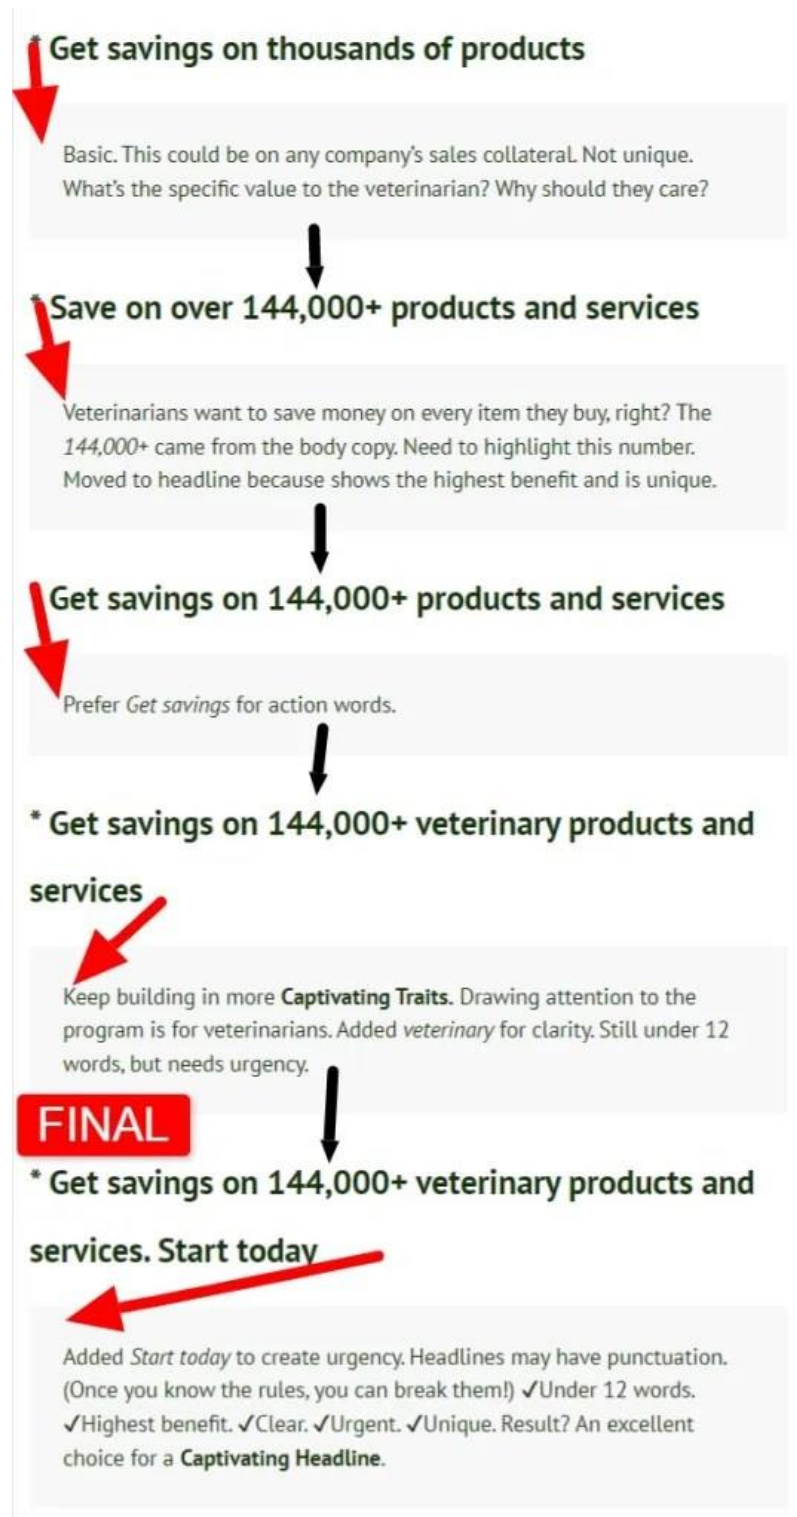 * Get savings on thousands of products
Basic. This could be on any company's sales collateral. Not unique.
What's the specific value to the veterinarian? Why should they care?
* Save on over 144,000+ products and services
Veterinarians want to save money on every item they buy, right? The
144,000+ came from the body copy. Need to highlight this number.
Moved to headline because shows the highest benefit and is unique.
Get savings on 144,000+ products and services
Prefer Get savings for action words.
* Get savings on 144,000+ veterinary products and
services
Keep building in more Captivating Traits. Drawing attention to the
program is for veterinarians. Added veterinary for clarity. Still under 12
words, but needs urgency.
FINAL
* Get savings on 144,000+ veterinary products and
services. Start today
Added Start today to create urgency. Headlines may have punctuation.
(Once you know the rules, you can break them!) ✓Under 12 words.
✓Highest benefit. ✓Clear. ✓Urgent. ✓Unique. Result? An excellent
choice for a Captivating Headline.